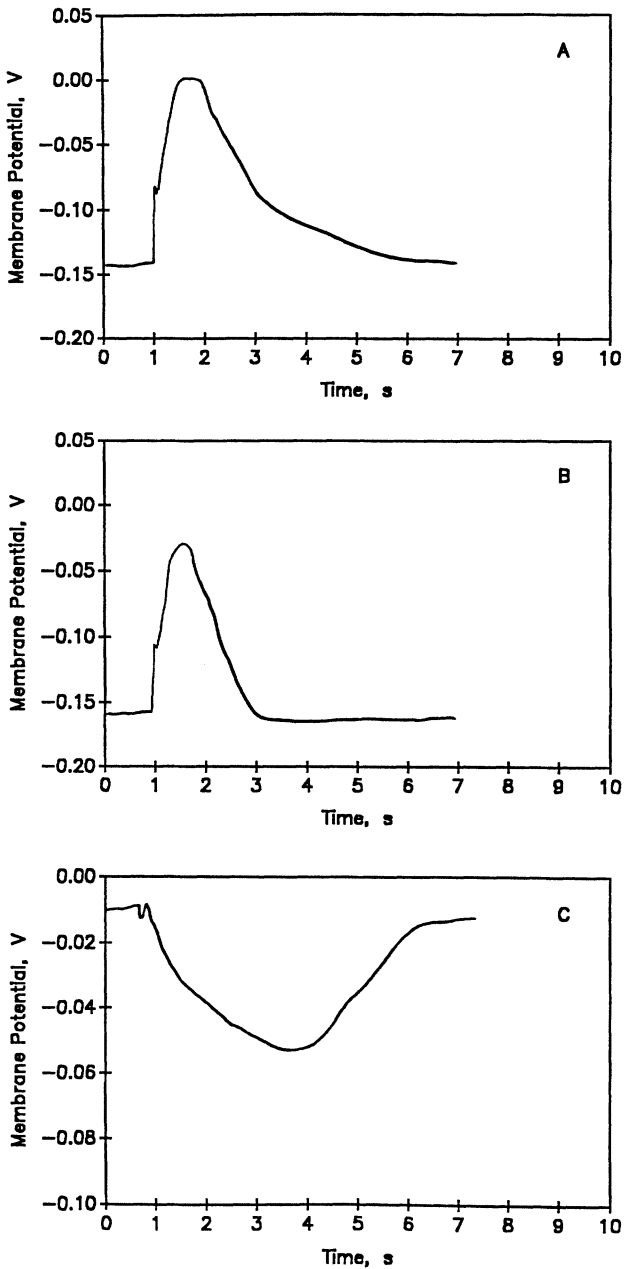 0.05
A
0.00
-0.05
-0.10
-0.15
-0.20
Membrane Potential, V
0 1 2 3 4 5 6 7 8 9 10
Time, s
0.05
B
0.00
-0.05
-0.10
-0.15
-0.20
Membrane Potential, V
0 1 2 3 4 5 6 7 8 9 10
Time, s
0.00
C
-0.02
-0.04
-0.06
-0.08
-0.10
Membrane Potential, V
0 1 2 3 4 5 6 7 8 9 10
Time, s